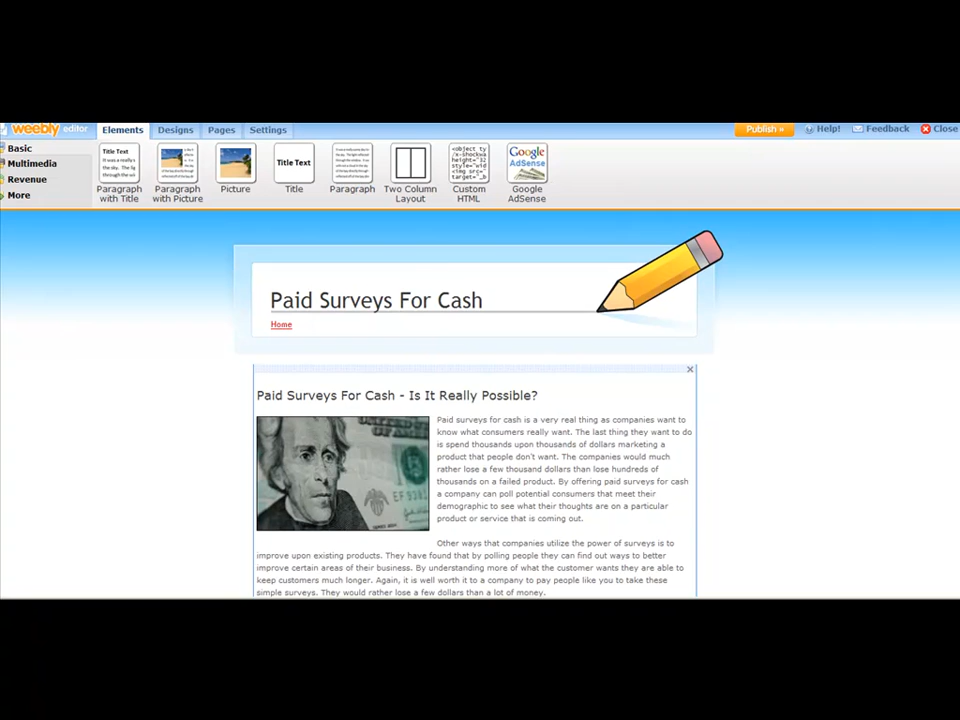 weebly editor Elements Designs Pages Settings Publish » Help! Feedback Close
Basic
Multimedia
Revenue
More
Paragraph with Title
Paragraph with Picture
Picture
Title Text
Title
Paragraph
Two Column Layout
Custom HTML
Google AdSense
Google AdSense
Paid Surveys For Cash
Home
Paid Surveys For Cash - Is It Really Possible?
Paid surveys for cash is a very real thing as companies want to
know what consumers really want. The last thing they want to do
is spend thousands upon thousands of dollars marketing a
product that people don't want. The companies would much
rather lose a few thousand dollars than lose hundreds of
thousands on a failed product. By offering paid surveys for cash
a company can poll potential consumers that meet their
demographic to see what their thoughts are on a particular
product or service that is coming out.
Other ways that companies utilize the power of surveys is to
improve upon existing products. They have found that by polling people they can find out ways to better
improve certain areas of their business. By understanding more of what the customer wants they are able to
keep customers much longer. Again, it is well worth it to a company to pay people like you to take these
simple surveys. They would rather lose a few dollars than a lot of money.